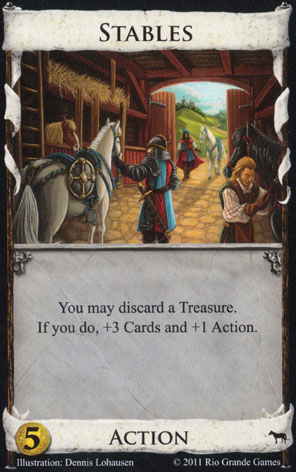 STABLES
You may discard a Treasure.
If you do, +3 Cards and +1 Action.
5
ACTION
Illustration: Dennis Lohausen © 2011 Rio Grande Games